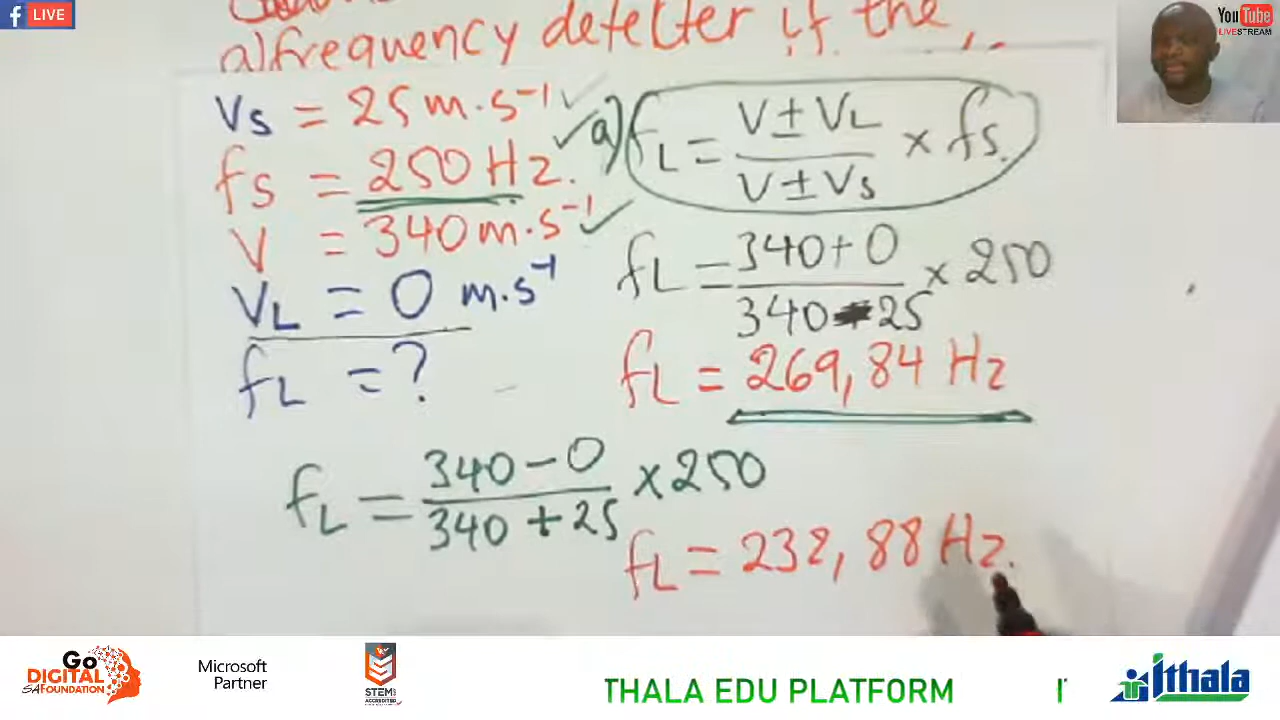 LIVE
YouTube
LIVESTREAM
a) frequency detecter if the
Vs = 25 m·s⁻¹
fs = 250 Hz.
V = 340 m·s⁻¹
VL = 0 m·s⁻¹
fL = ?
a) fL = V ± VL / V ± Vs × fs.
fL = 340 + 0 / 340 - 25 × 250
fL = 269,84 Hz
fL = 340 - 0 / 340 + 25 × 250
fL = 232,88 Hz.
Go
DIGITAL
SA FOUNDATION
Microsoft
Partner
STEM
ACCREDITED
THALA EDU PLATFORM
Ithala